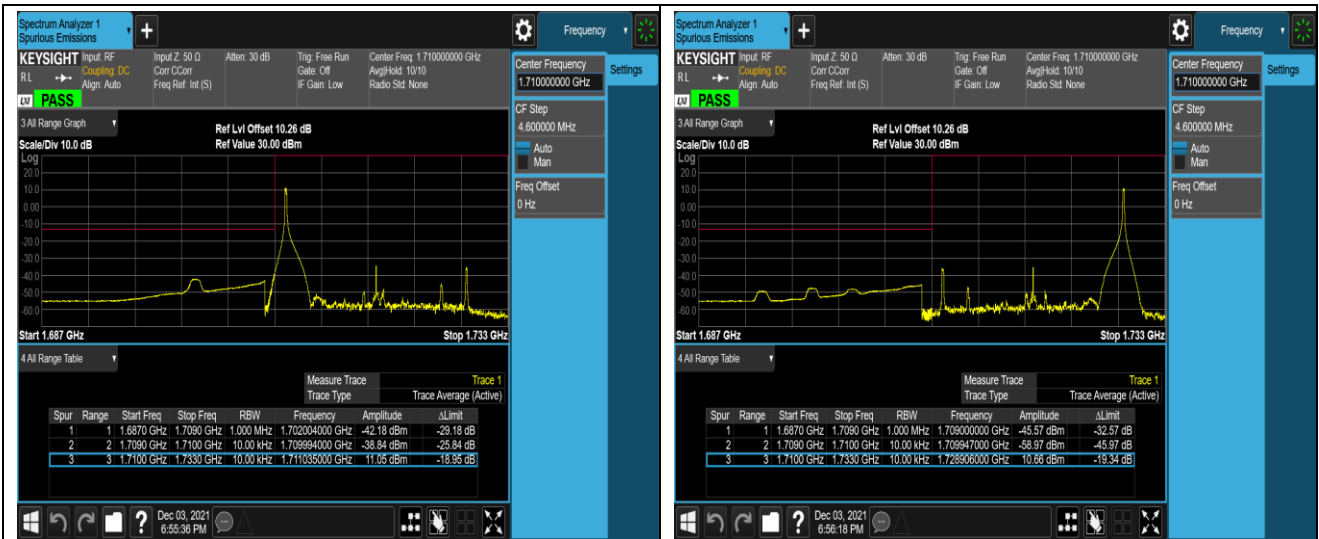 Spectrum Analyzer 1
Spurious Emissions
+
Frequency
KEYSIGHT Input: RF Input Z: 50 Ω Atten: 30 dB Trig: Free Run Center Freq: 1.710000000 GHz
RL Coupling: DC Corr CCorr Gate: Off Avg|Hold: 10/10
Align: Auto Freq Ref: Int (S) IF Gain: Low Radio Std: None
LXI PASS
Center Frequency
1.710000000 GHz
Settings
CF Step
4.600000 MHz
Auto
Man
Freq Offset
0 Hz
3 All Range Graph
Ref Lvl Offset 10.26 dB
Scale/Div 10.0 dB Ref Value 30.00 dBm
Log
20.0
10.0
0.00
-10.0
-20.0
-30.0
-40.0
-50.0
-60.0
Start 1.687 GHz Stop 1.733 GHz
4 All Range Table
Measure Trace Trace 1
Trace Type Trace Average (Active)
Spur Range Start Freq Stop Freq RBW Frequency Amplitude ΔLimit
1 1 1.6870 GHz 1.7090 GHz 1.000 MHz 1.702004000 GHz -42.18 dBm -29.18 dB
2 2 1.7090 GHz 1.7100 GHz 10.00 kHz 1.709994000 GHz -38.84 dBm -25.84 dB
3 3 1.7100 GHz 1.7330 GHz 10.00 kHz 1.711035000 GHz 11.05 dBm -18.95 dB
?
Dec 03, 2021
6:55:36 PM
Spectrum Analyzer 1
Spurious Emissions
+
Frequency
KEYSIGHT Input: RF Input Z: 50 Ω Atten: 30 dB Trig: Free Run Center Freq: 1.710000000 GHz
RL Coupling: DC Corr CCorr Gate: Off Avg|Hold: 10/10
Align: Auto Freq Ref: Int (S) IF Gain: Low Radio Std: None
LXI PASS
Center Frequency
1.710000000 GHz
Settings
CF Step
4.600000 MHz
Auto
Man
Freq Offset
0 Hz
3 All Range Graph
Ref Lvl Offset 10.26 dB
Scale/Div 10.0 dB Ref Value 30.00 dBm
Log
20.0
10.0
0.00
-10.0
-20.0
-30.0
-40.0
-50.0
-60.0
Start 1.687 GHz Stop 1.733 GHz
4 All Range Table
Measure Trace Trace 1
Trace Type Trace Average (Active)
Spur Range Start Freq Stop Freq RBW Frequency Amplitude ΔLimit
1 1 1.6870 GHz 1.7090 GHz 1.000 MHz 1.709000000 GHz -45.57 dBm -32.57 dB
2 2 1.7090 GHz 1.7100 GHz 10.00 kHz 1.709947000 GHz -58.97 dBm -45.97 dB
3 3 1.7100 GHz 1.7330 GHz 10.00 kHz 1.728906000 GHz 10.66 dBm -19.34 dB
?
Dec 03, 2021
6:56:18 PM